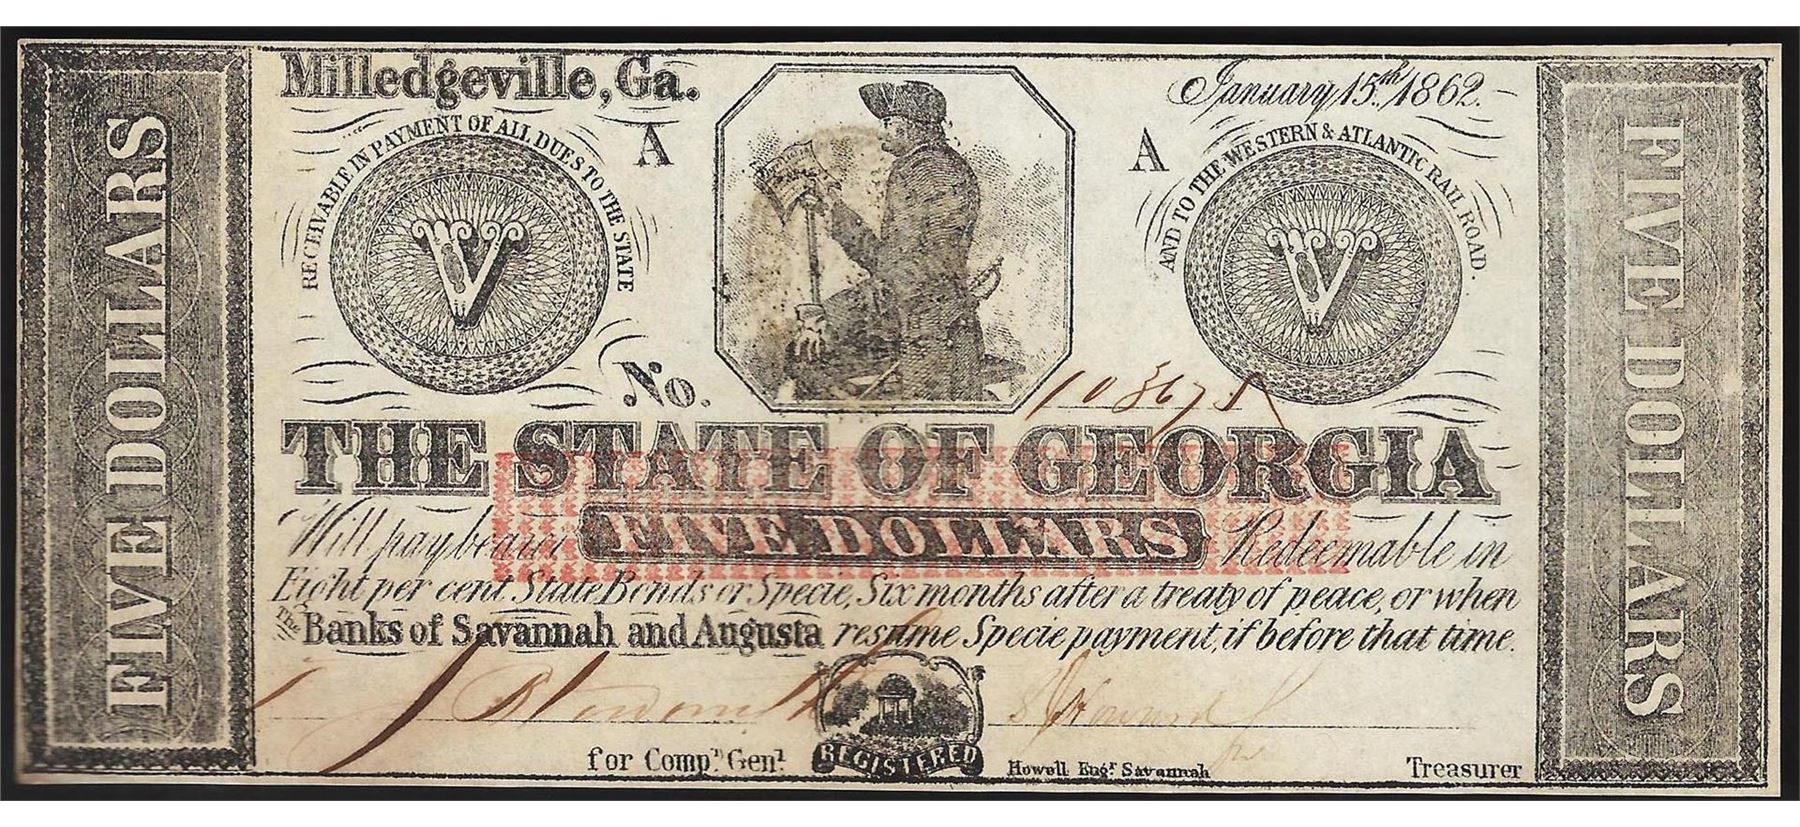 Milledgeville, Ga.
January 15th 1862.
A
A
RECEIVABLE IN PAYMENT OF ALL DUES TO THE STATE
AND TO THE WESTERN & ATLANTIC RAIL ROAD.
V
V
FIVE DOLLARS
FIVE DOLLARS
No.
THE STATE OF GEORGIA
Will pay bearer FIVE DOLLARS Redeemable in
Eight per cent State Bonds or Specie, Six months after a treaty of peace, or when
The Banks of Savannah and Augusta resume Specie payment, if before that time.
for Compn Genl
REGISTERED
Howell Engr Savannah
Treasurer